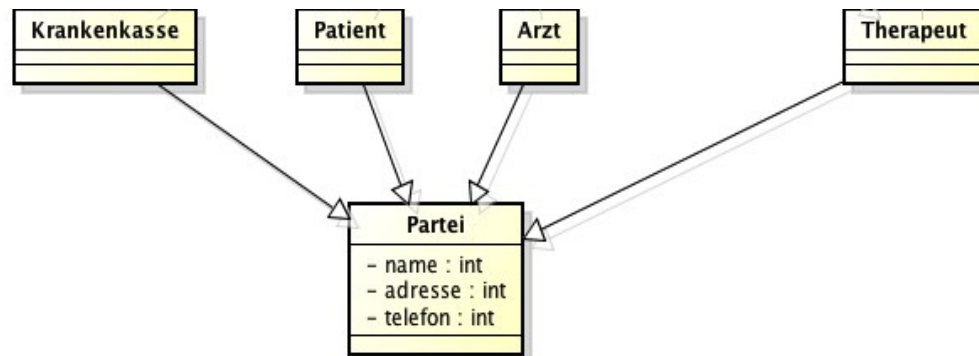 Krankenkasse
Patient
Arzt
Therapeut
Partei
- name : int
- adresse : int
- telefon : int